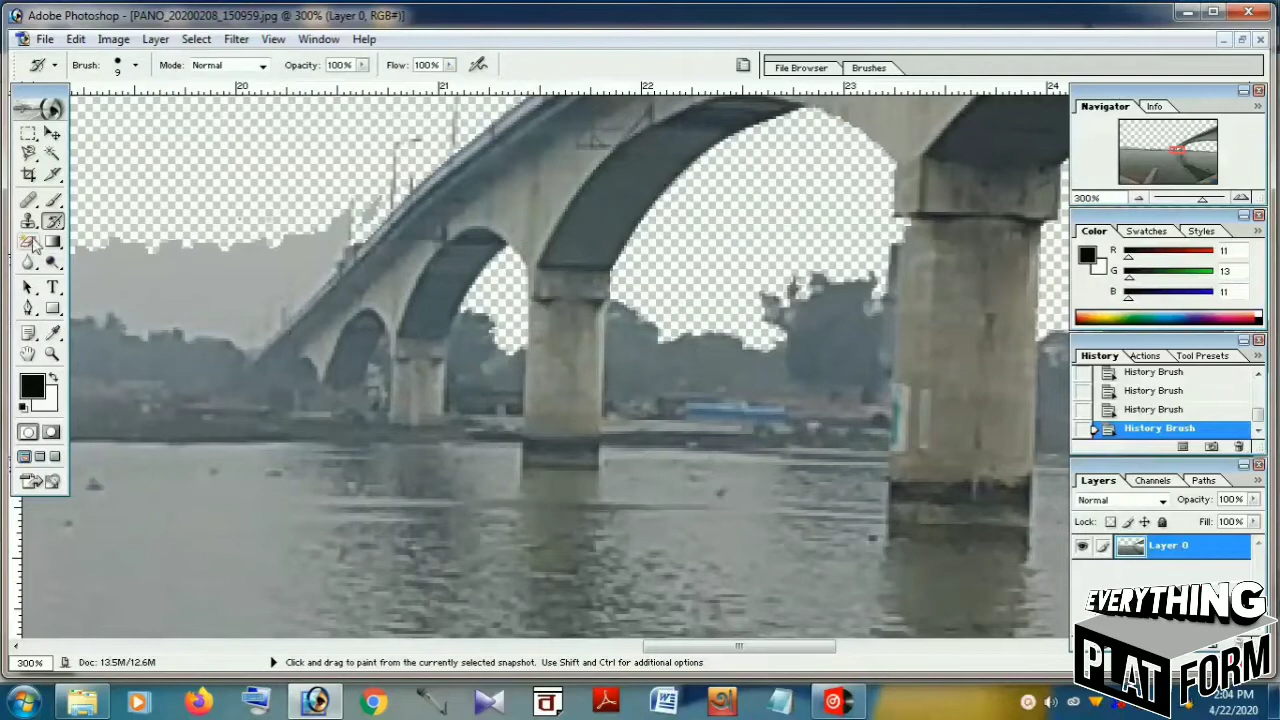 Adobe Photoshop - [PANO_20200208_150959.jpg @ 300% (Layer 0, RGB#)]
File Edit Image Layer Select Filter View Window Help
Brush: 9 Mode: Normal Opacity: 100% Flow: 100% File Browser Brushes
20 21 22 23 24
Navigator Info
300%
Color Swatches Styles
R 11
G 13
B 11
History Actions Tool Presets
History Brush
History Brush
History Brush
History Brush
Layers Channels Paths
Normal Opacity: 100%
Lock: Fill: 100%
Layer 0
EVERYTHING
PLAT FORM
300% Doc: 13.5M/12.6M Click and drag to paint from the currently selected snapshot. Use Shift and Ctrl for additional options
2:04 PM
4/22/2020